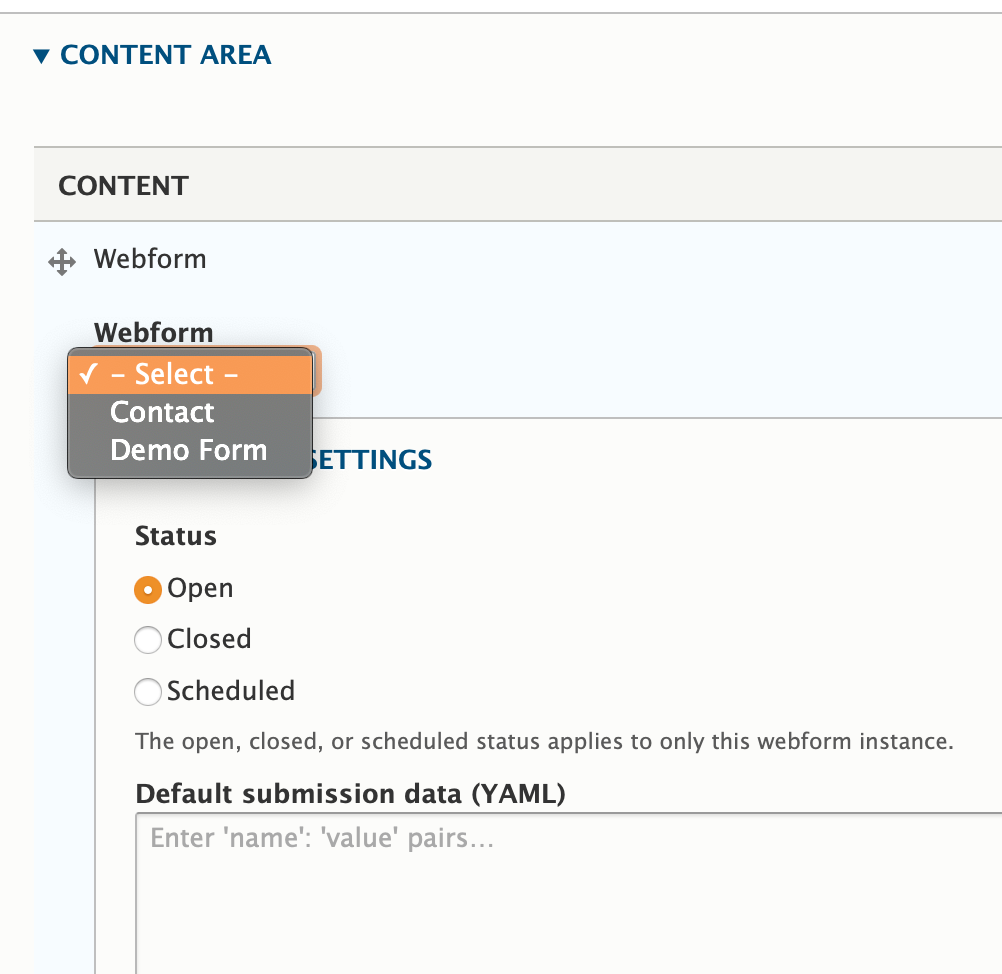 CONTENT AREA
CONTENT
Webform
Webform
– Select –
Contact
Demo Form
SETTINGS
Status
Open
Closed
Scheduled
The open, closed, or scheduled status applies to only this webform instance.
Default submission data (YAML)
Enter 'name': 'value' pairs…